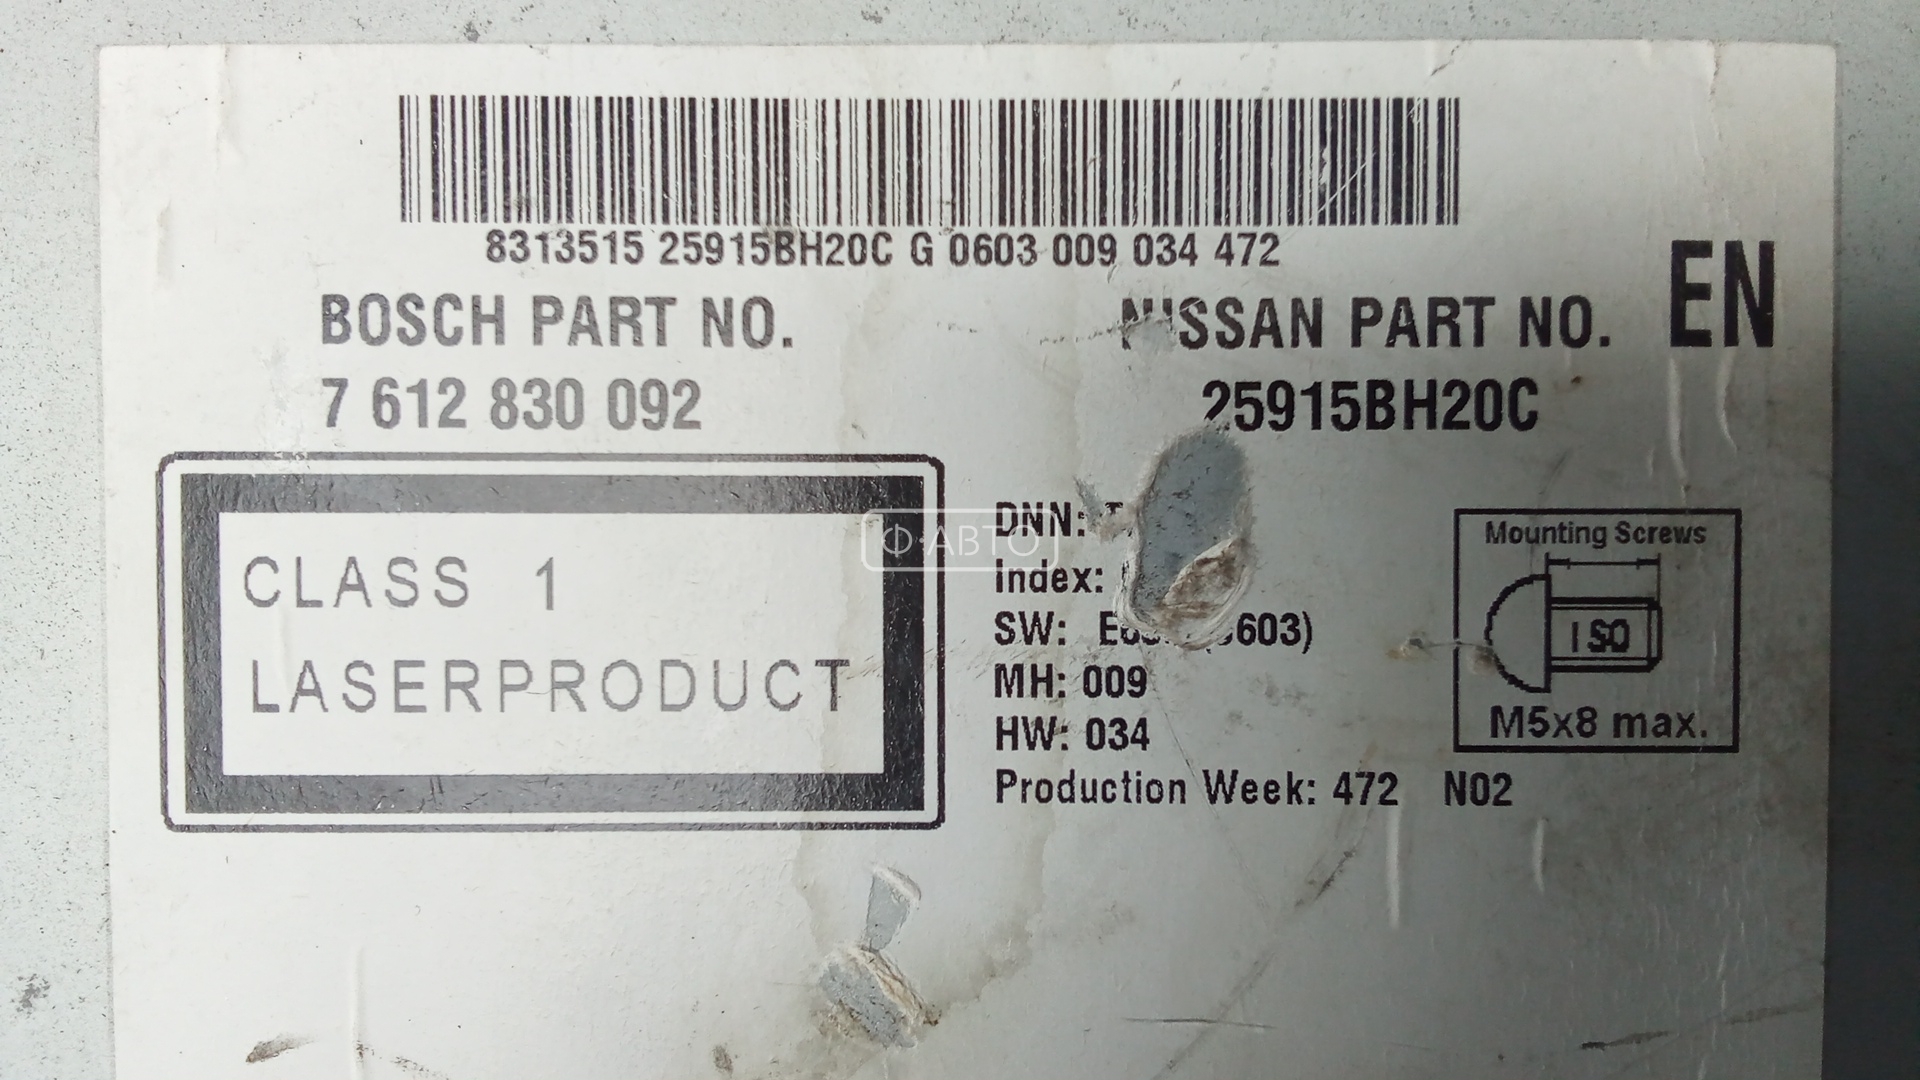 8313515 25915BH20C G 0603 009 034 472
BOSCH PART NO.
7 612 830 092
NISSAN PART NO.
25915BH20C
EN
CLASS 1
LASERPRODUCT
DNN:
Index:
SW:
MH: 009
HW: 034
Production Week: 472 N02
Mounting Screws
ISO
M5x8 max.
Ф·АВТО